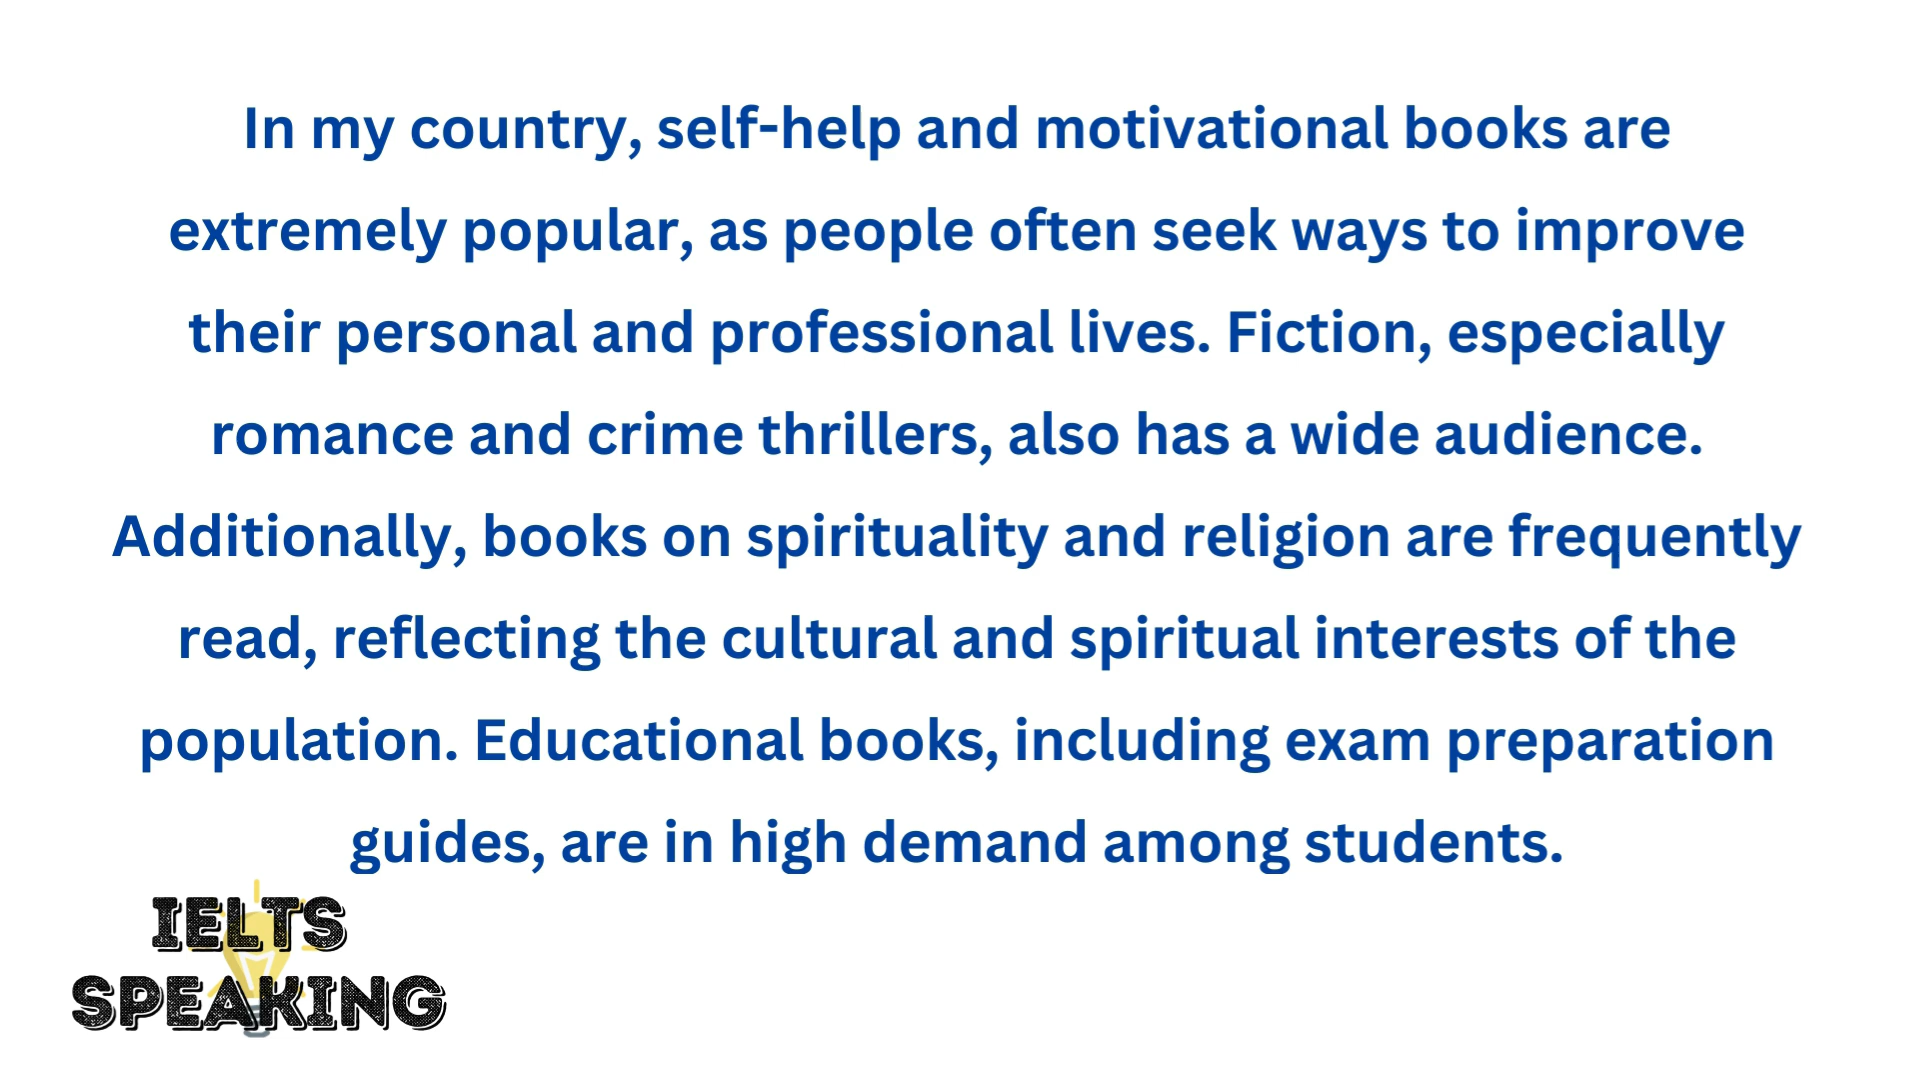 In my country, self-help and motivational books are
extremely popular, as people often seek ways to improve
their personal and professional lives. Fiction, especially
romance and crime thrillers, also has a wide audience.
Additionally, books on spirituality and religion are frequently
read, reflecting the cultural and spiritual interests of the
population. Educational books, including exam preparation
guides, are in high demand among students.
IELTS
SPEAKING